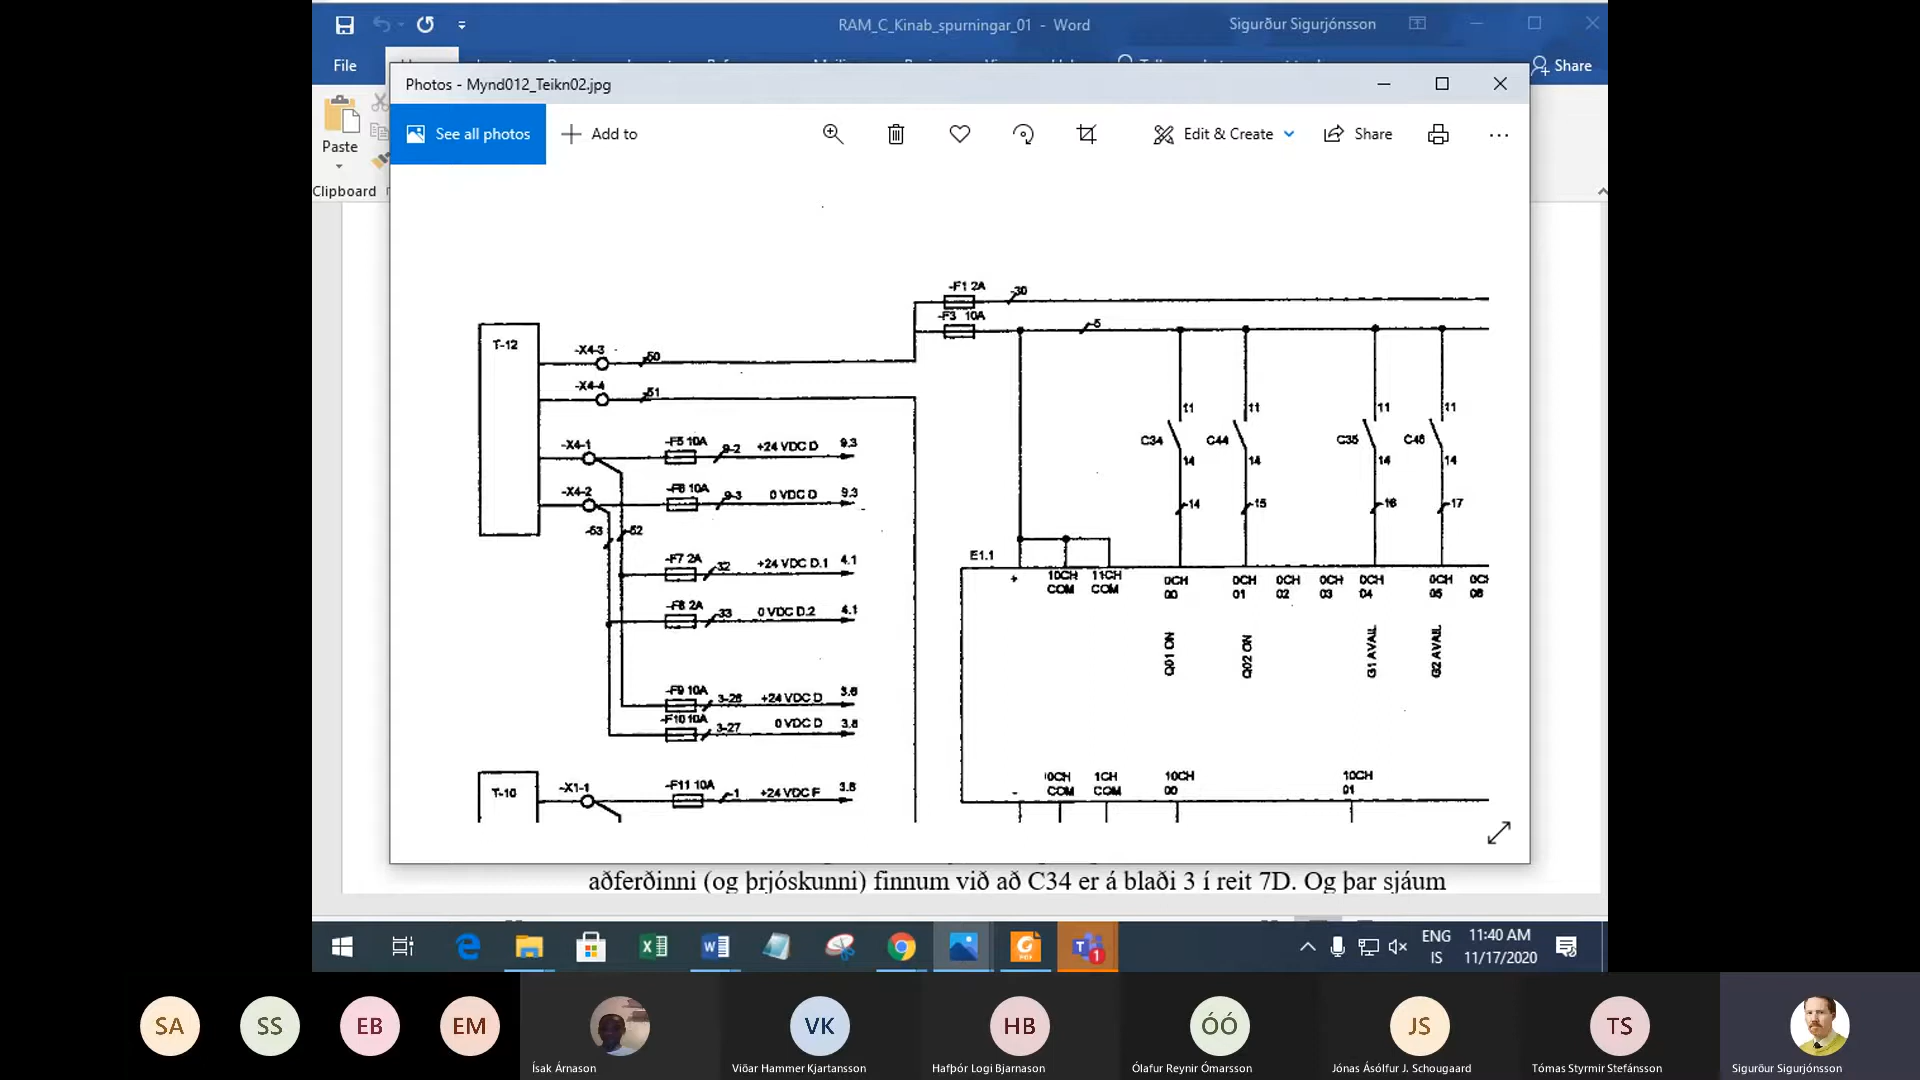 RAM_C_Kinab_spurningar_01 - Word
Sigurður Sigurjónsson
File
Share
Photos - Mynd012_Teikn02.jpg
See all photos
Add to
Edit & Create
Share
Paste
Clipboard
-F1 2A
-30
-F3 10A
-5
T-12
-X4-3
-50
-X4-4
-51
-X4-1
-F5 10A
9-2
+24 VDC D
9.3
-X4-2
-F6 10A
9-3
0 VDC D
9.3
-53
-52
-F7 2A
32
+24 VDC D.1
4.1
-F8 2A
33
0 VDC D.2
4.1
-F9 10A
3-26
+24 VDC D
3.6
-F10 10A
3-27
0 VDC D
3.6
T-10
-X1-1
-F11 10A
-1
+24 VDC F
3.6
11
11
11
11
C34
C44
C35
C45
14
14
14
14
-14
-15
-16
-17
E1.1
+
10CH COM
11CH COM
0CH 00
0CH 01
0CH 02
0CH 03
0CH 04
0CH 05
06
Q01 ON
Q02 ON
G1 AVAIL
G2 AVAIL
-
0CH COM
1CH COM
10CH 00
10CH 01
aðferðinni (og þrjóskunni) finnum við að C34 er á blaði 3 í reit 7D. Og þar sjáum
1
ENG
IS
11:40 AM
11/17/2020
SA
SS
EB
EM
VK
HB
ÓÓ
JS
TS
Ísak Árnason
Viðar Hammer Kjartansson
Hafþór Logi Bjarnason
Ólafur Reynir Ómarsson
Jónas Ásólfur J. Schougaard
Tómas Styrmir Stefánsson
Sigurður Sigurjónsson